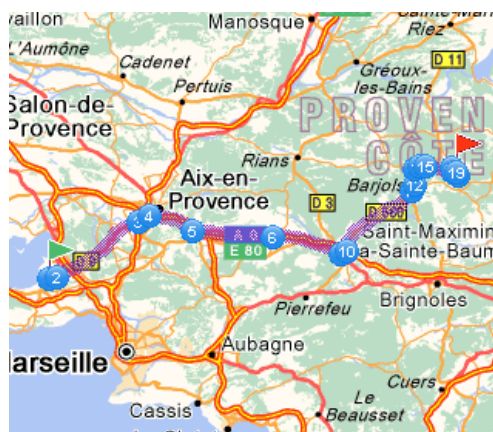 vaillon
Manosque
Riez
L'Aumône
Cadenet
D 11
Gréoux-
les-Bains
Pertuis
Salon-de-
Provence
PROVEN
CÔTE
Rians
Aix-en-
Provence
15
19
Barjols
12
D 3
D 560
4
5
6
E 80
10
Saint-Maximin
a-Sainte-Baum
D 9
2
Pierrefeu
Brignoles
Marseille
Aubagne
Cuers
Cassis
Le
Beausset